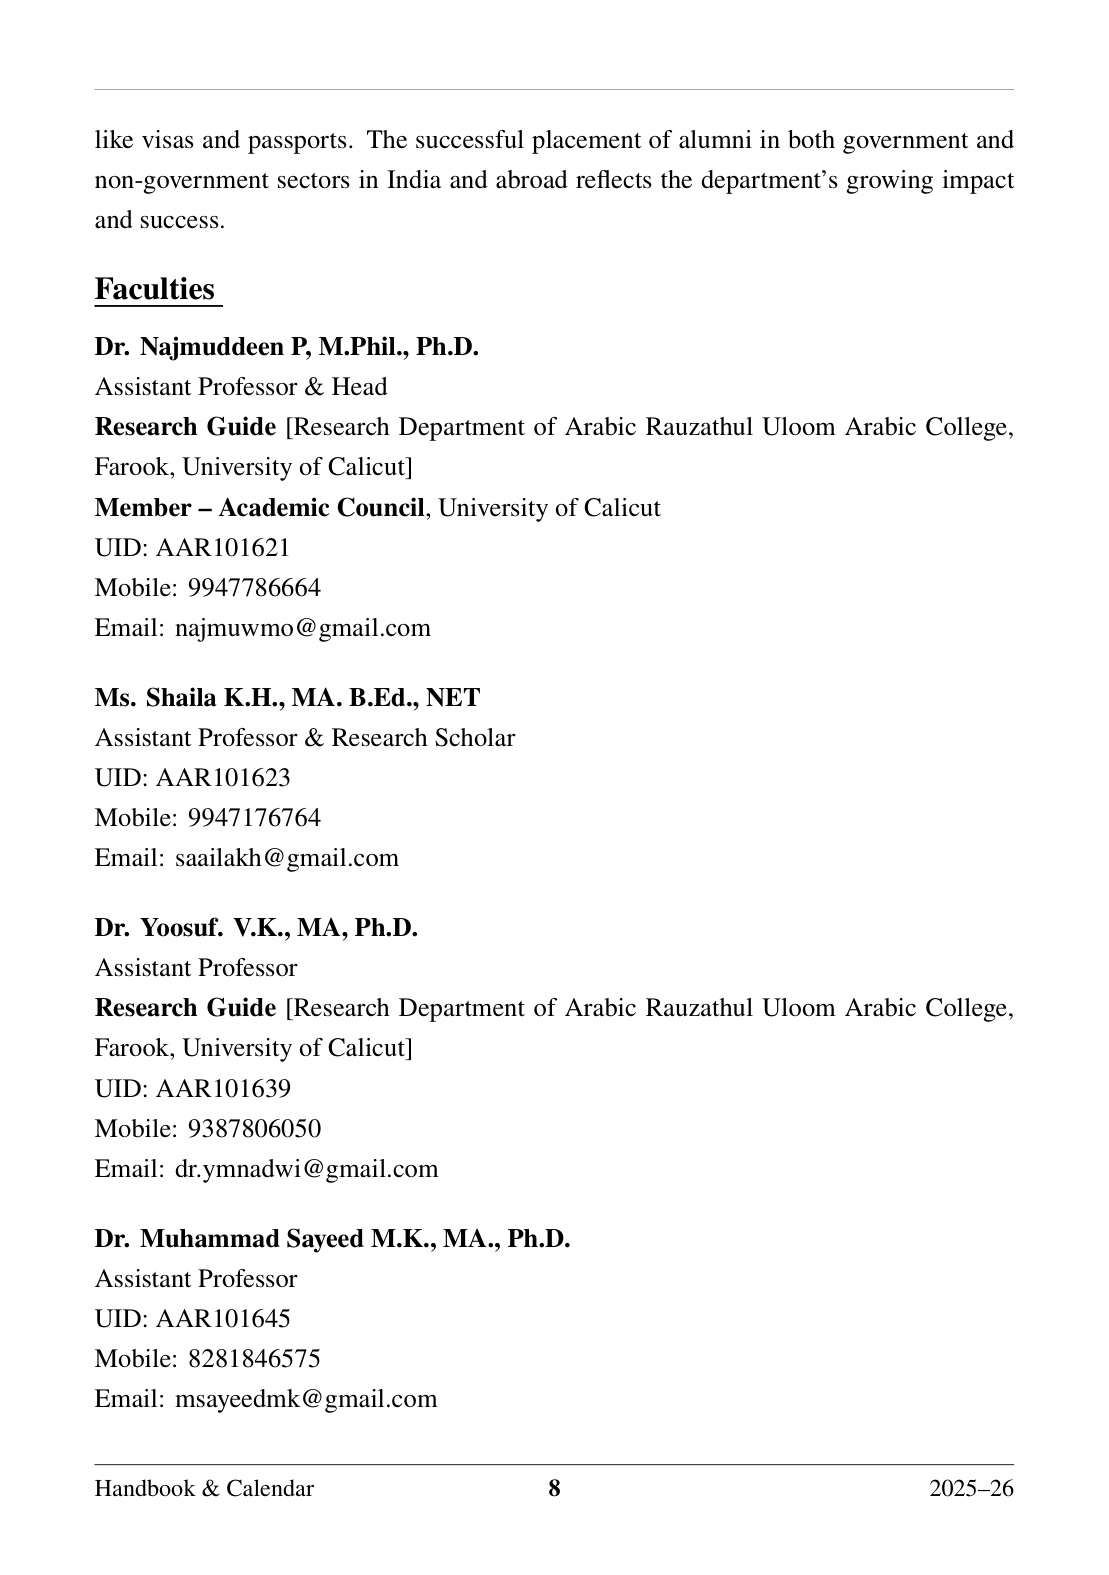 like visas and passports. The successful placement of alumni in both government and
non-government sectors in India and abroad reflects the department's growing impact
and success.
Faculties
Dr. Najmuddeen P, M.Phil., Ph.D.
Assistant Professor & Head
Research Guide [Research Department of Arabic Rauzathul Uloom Arabic College,
Farook, University of Calicut]
Member – Academic Council, University of Calicut
UID: AAR101621
Mobile: 9947786664
Email: najmuwmo@gmail.com
Ms. Shaila K.H., MA. B.Ed., NET
Assistant Professor & Research Scholar
UID: AAR101623
Mobile: 9947176764
Email: saailakh@gmail.com
Dr. Yoosuf. V.K., MA, Ph.D.
Assistant Professor
Research Guide [Research Department of Arabic Rauzathul Uloom Arabic College,
Farook, University of Calicut]
UID: AAR101639
Mobile: 9387806050
Email: dr.ymnadwi@gmail.com
Dr. Muhammad Sayeed M.K., MA., Ph.D.
Assistant Professor
UID: AAR101645
Mobile: 8281846575
Email: msayeedmk@gmail.com
Handbook & Calendar 8 2025–26